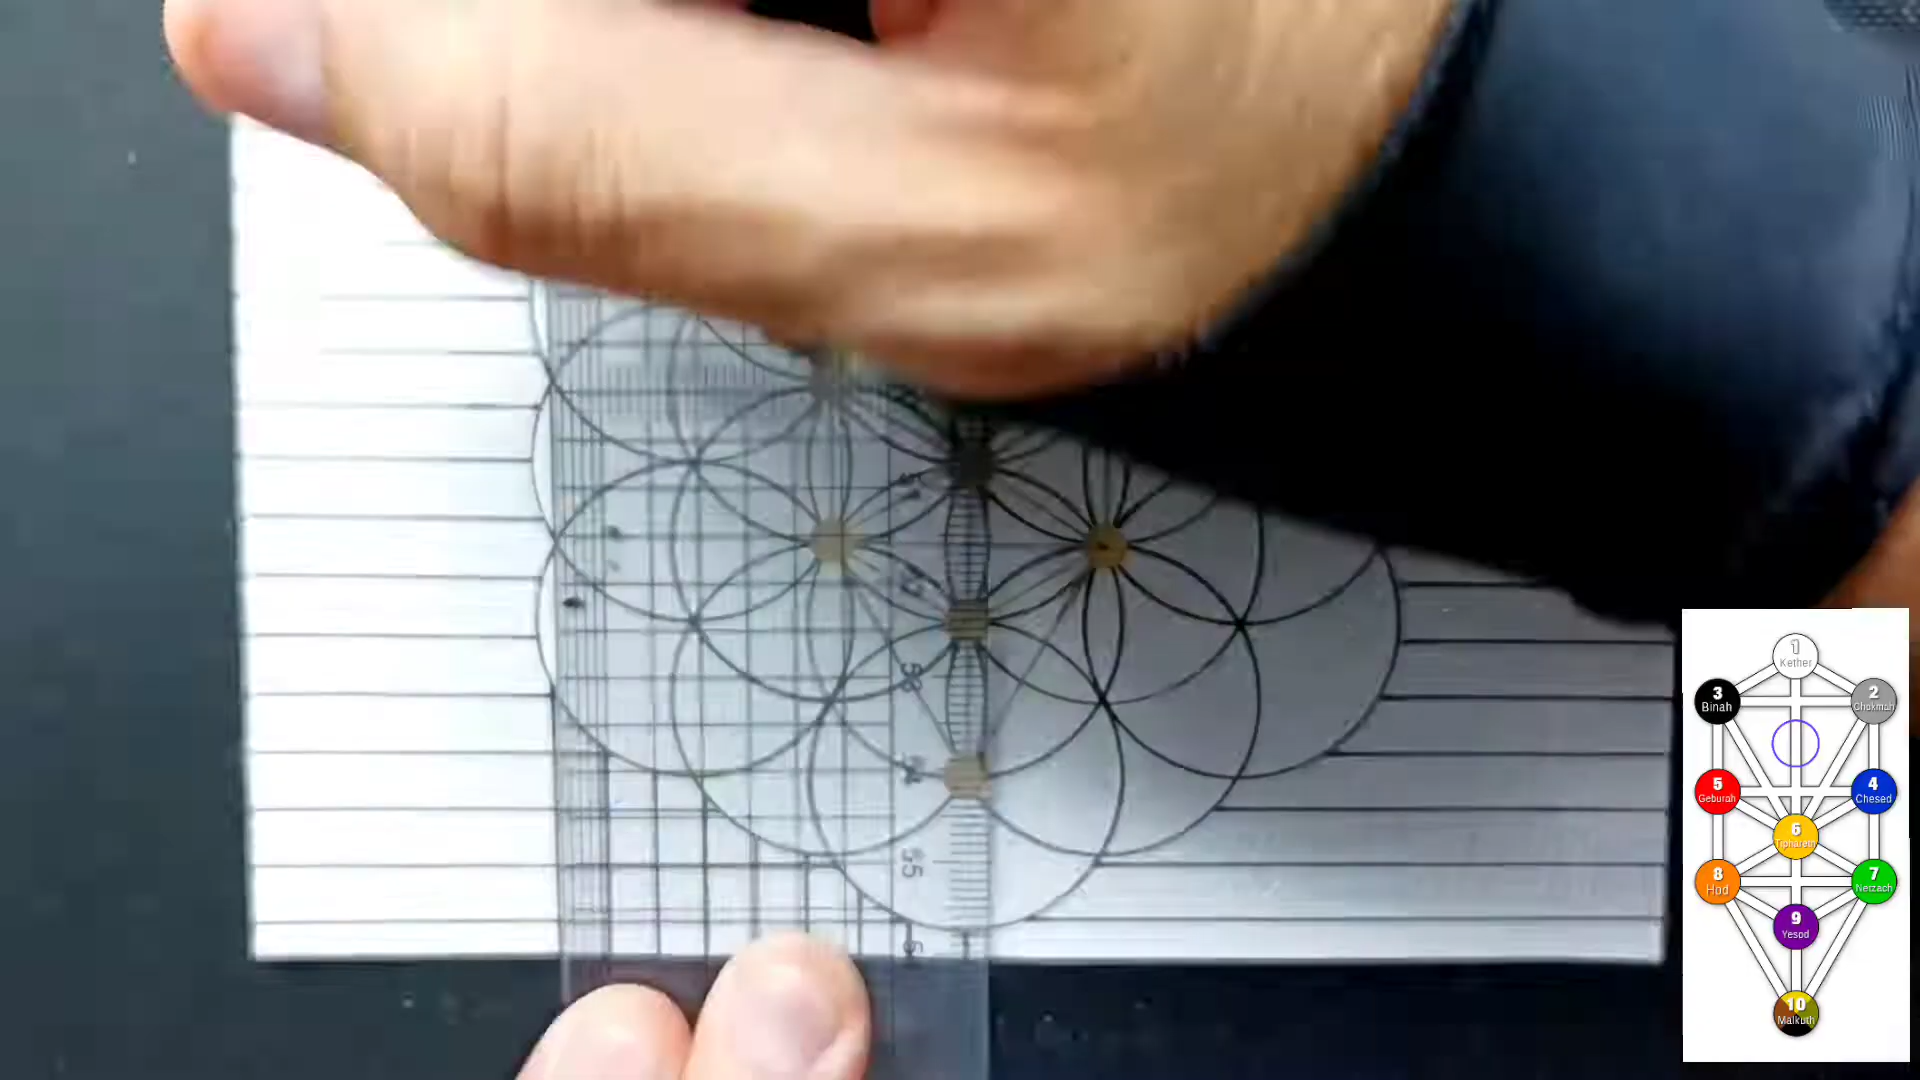 1
Kether
3
Binah
2
Chokmah
5
Geburah
4
Chesed
6
Tiphareth
8
Hod
7
Netzach
9
Yesod
10
Malkuth